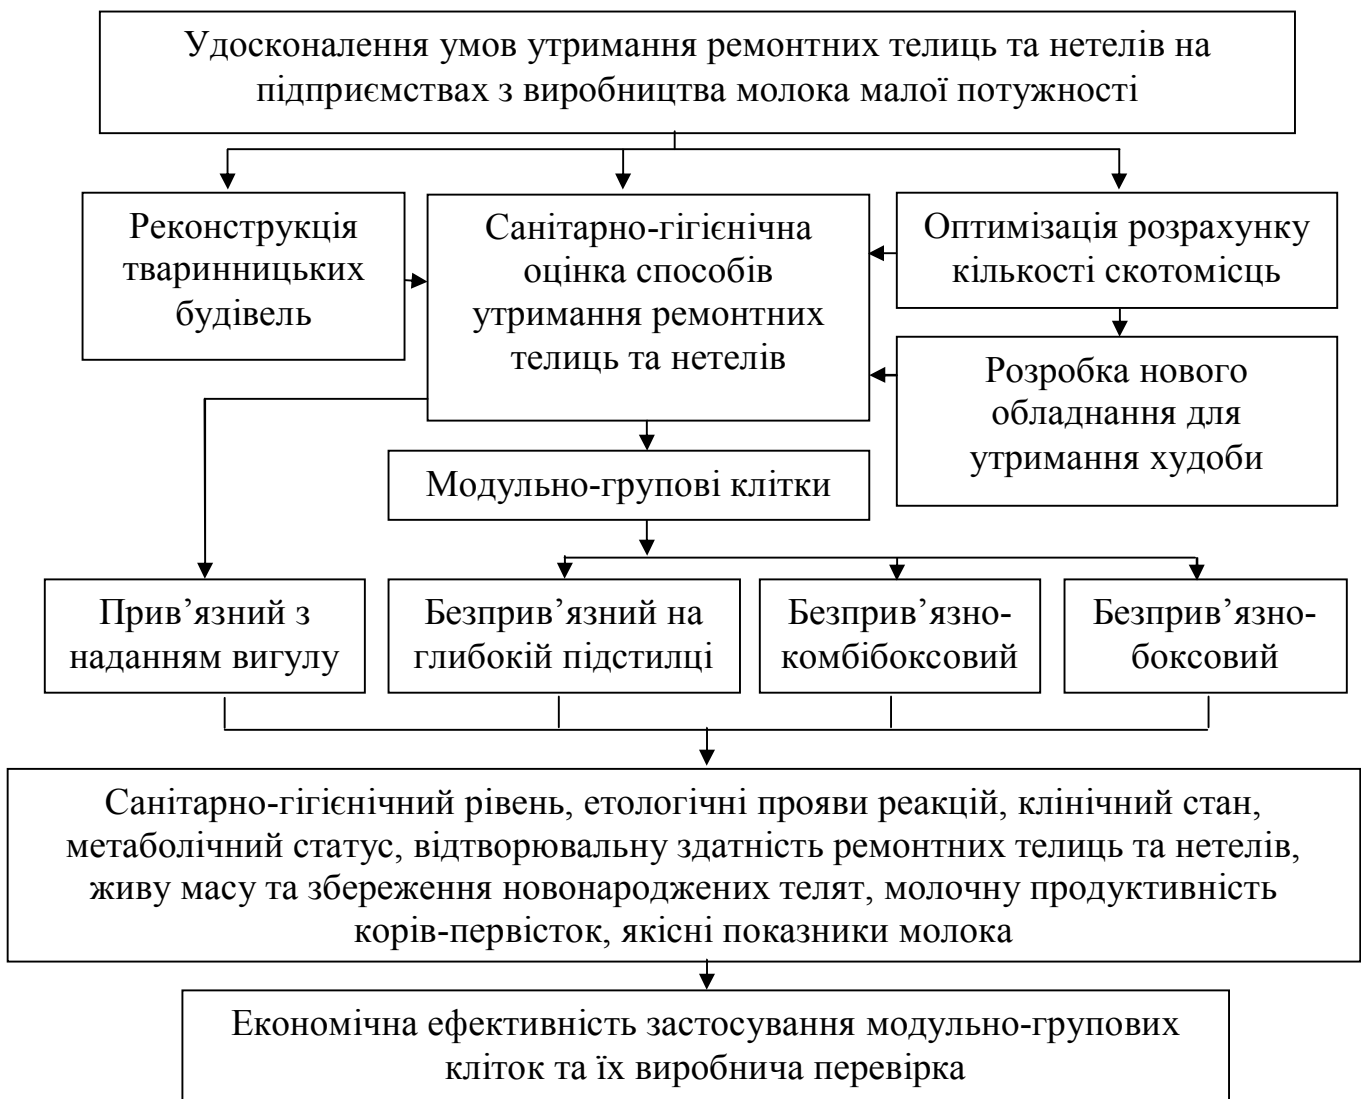 Удосконалення умов утримання ремонтних телиць та нетелів на
підприємствах з виробництва молока малої потужності
Реконструкція
тваринницьких
будівель
Санітарно-гігієнічна
оцінка способів
утримання ремонтних
телиць та нетелів
Оптимізація розрахунку
кількості скотомісць
Розробка нового
обладнання для
утримання худоби
Модульно-групові клітки
Прив’язний з
наданням вигулу
Безприв’язний на
глибокій підстилці
Безприв’язно-
комбібоксовий
Безприв’язно-
боксовий
Санітарно-гігієнічний рівень, етологічні прояви реакцій, клінічний стан,
метаболічний статус, відтворювальну здатність ремонтних телиць та нетелів,
живу масу та збереження новонароджених телят, молочну продуктивність
корів-первісток, якісні показники молока
Економічна ефективність застосування модульно-групових
кліток та їх виробнича перевірка